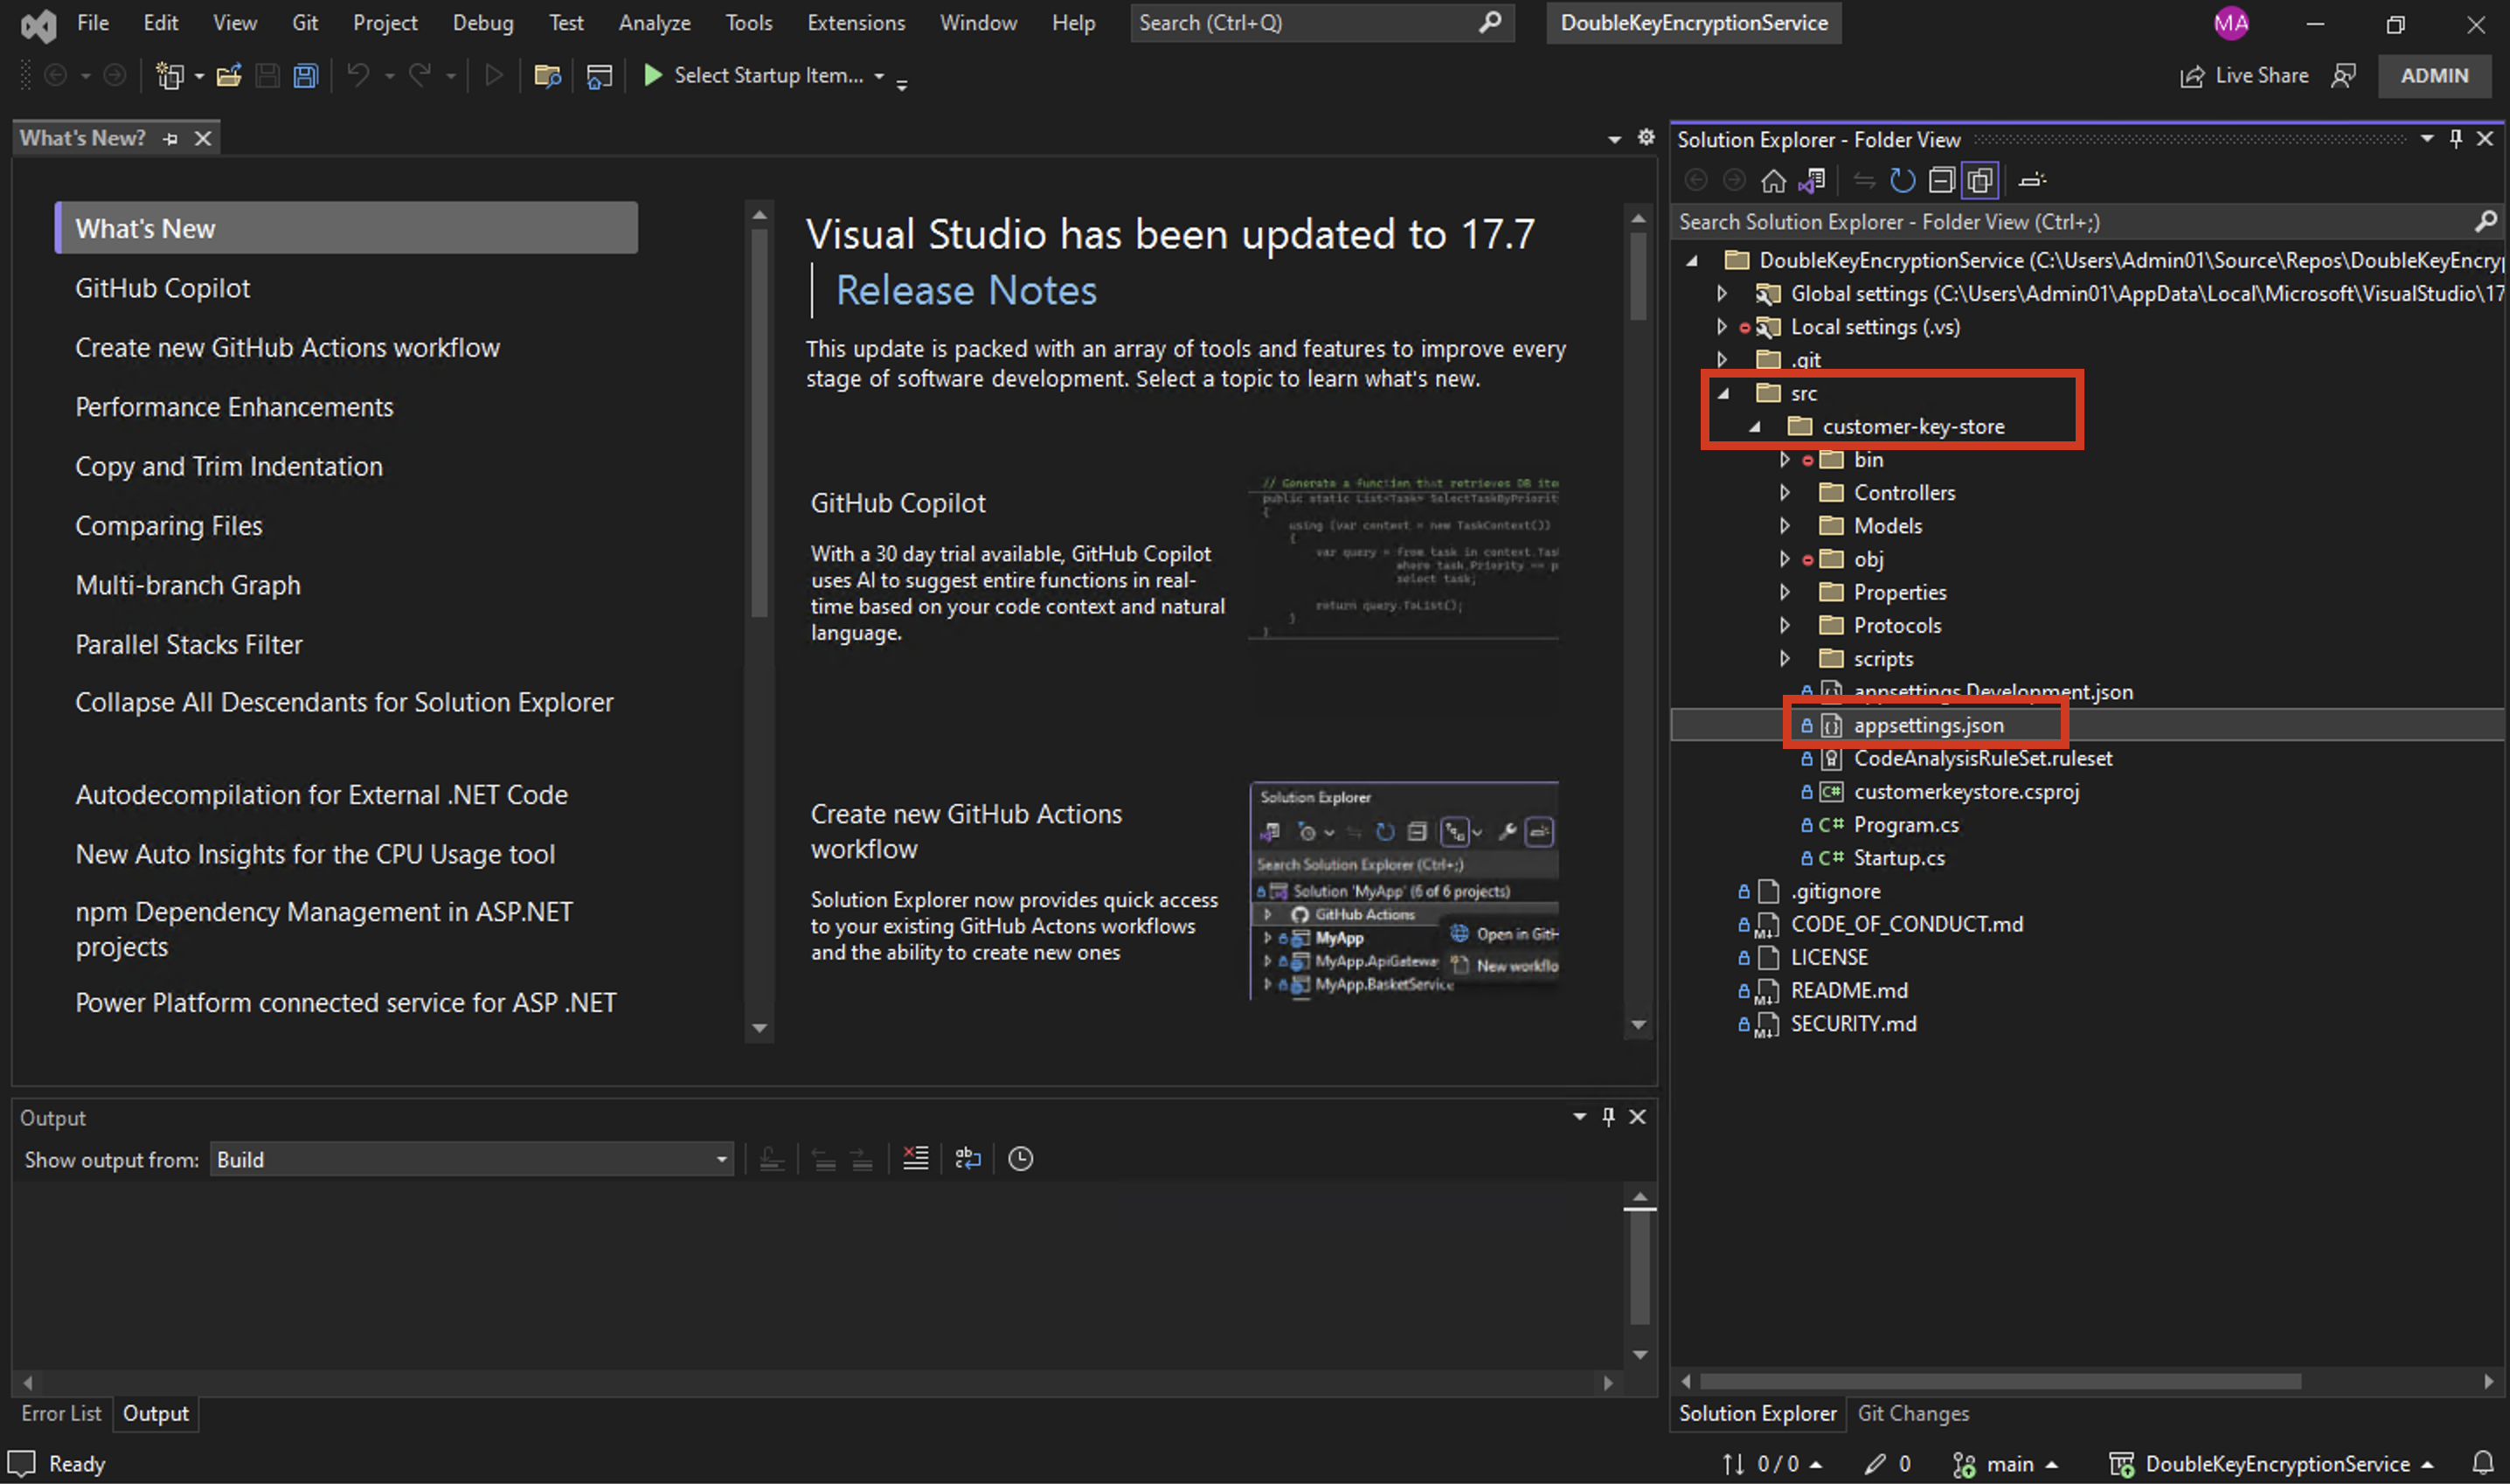 File Edit View Git Project Debug Test Analyze Tools Extensions Window Help Search (Ctrl+Q) DoubleKeyEncryptionService MA
Select Startup Item... Live Share ADMIN
What's New?
What's New
GitHub Copilot
Create new GitHub Actions workflow
Performance Enhancements
Copy and Trim Indentation
Comparing Files
Multi-branch Graph
Parallel Stacks Filter
Collapse All Descendants for Solution Explorer
Autodecompilation for External .NET Code
New Auto Insights for the CPU Usage tool
npm Dependency Management in ASP.NET
projects
Power Platform connected service for ASP .NET
Visual Studio has been updated to 17.7
Release Notes
This update is packed with an array of tools and features to improve every
stage of software development. Select a topic to learn what's new.
GitHub Copilot
With a 30 day trial available, GitHub Copilot
uses AI to suggest entire functions in real-
time based on your code context and natural
language.
// Generate a function that retrieves DB ite
public static List<Task> SelectTaskByPriorit
{
using (var context = new TaskContext())
{
var query = from task in context.Tas
where task.Priority == p
select task;
return query.ToList();
}
}
Create new GitHub Actions
workflow
Solution Explorer now provides quick access
to your existing GitHub Actons workflows
and the ability to create new ones
Solution Explorer
Search Solution Explorer (Ctrl+;)
Solution 'MyApp' (6 of 6 projects)
GitHub Actions
MyApp
MyApp.ApiGateway
MyApp.BasketService
Open in GitH
New workflo
Output
Show output from: Build
Error List Output
Ready
Solution Explorer - Folder View
Search Solution Explorer - Folder View (Ctrl+;)
DoubleKeyEncryptionService (C:\Users\Admin01\Source\Repos\DoubleKeyEncry
Global settings (C:\Users\Admin01\AppData\Local\Microsoft\VisualStudio\17
Local settings (.vs)
.git
src
customer-key-store
bin
Controllers
Models
obj
Properties
Protocols
scripts
appsettings.Development.json
appsettings.json
CodeAnalysisRuleSet.ruleset
C# customerkeystore.csproj
C# Program.cs
C# Startup.cs
.gitignore
CODE_OF_CONDUCT.md
LICENSE
README.md
SECURITY.md
Solution Explorer Git Changes
0 / 0 0 main DoubleKeyEncryptionService